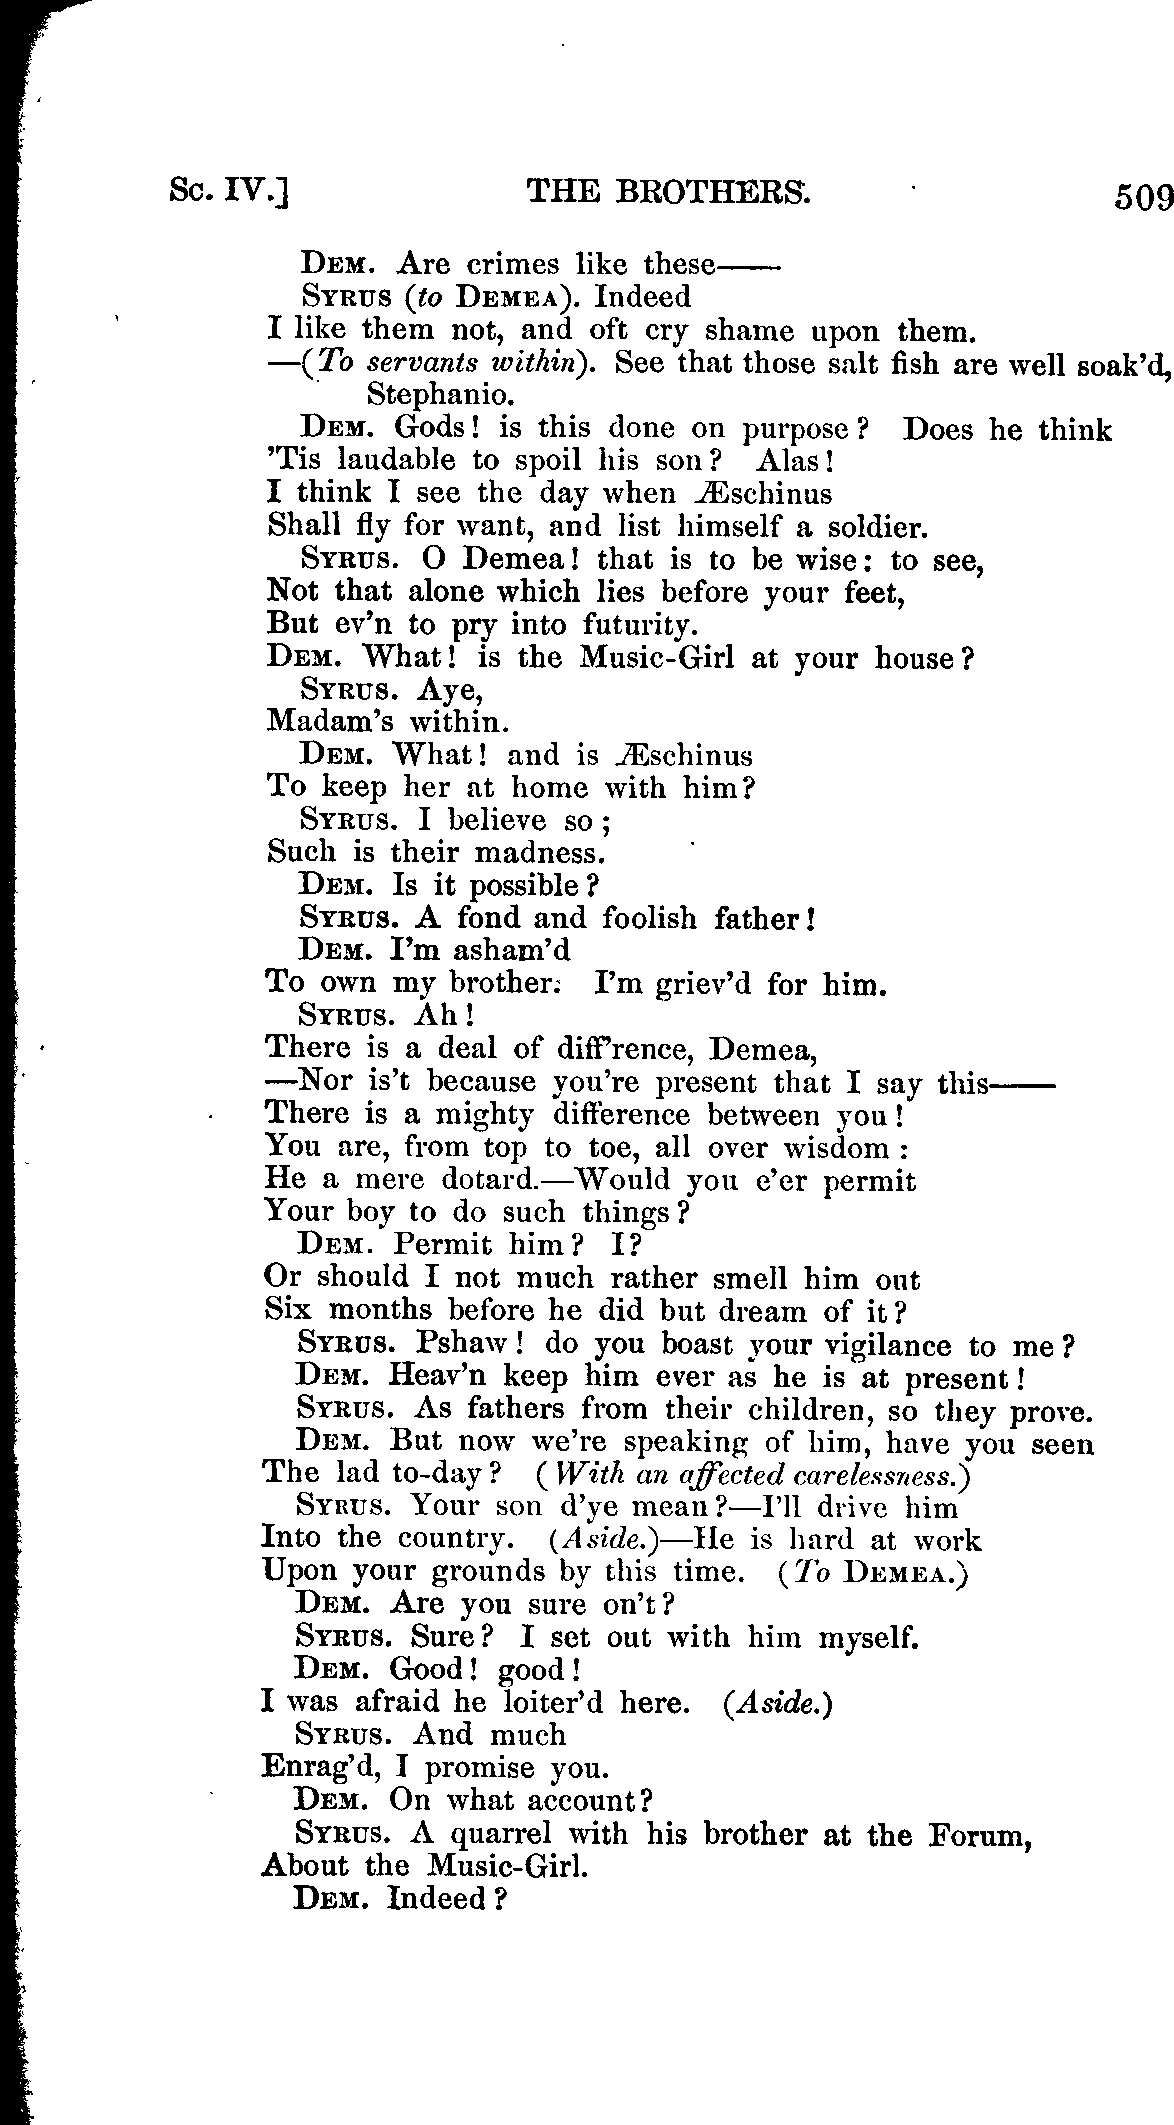 Sc. IV.] THE BROTHERS. 509
DEM. Are crimes like these——
SYRUS (to DEMEA). Indeed
I like them not, and oft cry shame upon them.
—(To servants within). See that those salt fish are well soak'd,
Stephanio.
DEM. Gods! is this done on purpose? Does he think
'Tis laudable to spoil his son? Alas!
I think I see the day when Æschinus
Shall fly for want, and list himself a soldier.
SYRUS. O Demea! that is to be wise: to see,
Not that alone which lies before your feet,
But ev'n to pry into futurity.
DEM. What! is the Music-Girl at your house?
SYRUS. Aye,
Madam's within.
DEM. What! and is Æschinus
To keep her at home with him?
SYRUS. I believe so;
Such is their madness.
DEM. Is it possible?
SYRUS. A fond and foolish father!
DEM. I'm asham'd
To own my brother. I'm griev'd for him.
SYRUS. Ah!
There is a deal of diff'rence, Demea,
—Nor is't because you're present that I say this——
There is a mighty difference between you!
You are, from top to toe, all over wisdom:
He a mere dotard.—Would you e'er permit
Your boy to do such things?
DEM. Permit him? I?
Or should I not much rather smell him out
Six months before he did but dream of it?
SYRUS. Pshaw! do you boast your vigilance to me?
DEM. Heav'n keep him ever as he is at present!
SYRUS. As fathers from their children, so they prove.
DEM. But now we're speaking of him, have you seen
The lad to-day? (With an affected carelessness.)
SYRUS. Your son d'ye mean?—I'll drive him
Into the country. (Aside.)—He is hard at work
Upon your grounds by this time. (To DEMEA.)
DEM. Are you sure on't?
SYRUS. Sure? I set out with him myself.
DEM. Good! good!
I was afraid he loiter'd here. (Aside.)
SYRUS. And much
Enrag'd, I promise you.
DEM. On what account?
SYRUS. A quarrel with his brother at the Forum,
About the Music-Girl.
DEM. Indeed?